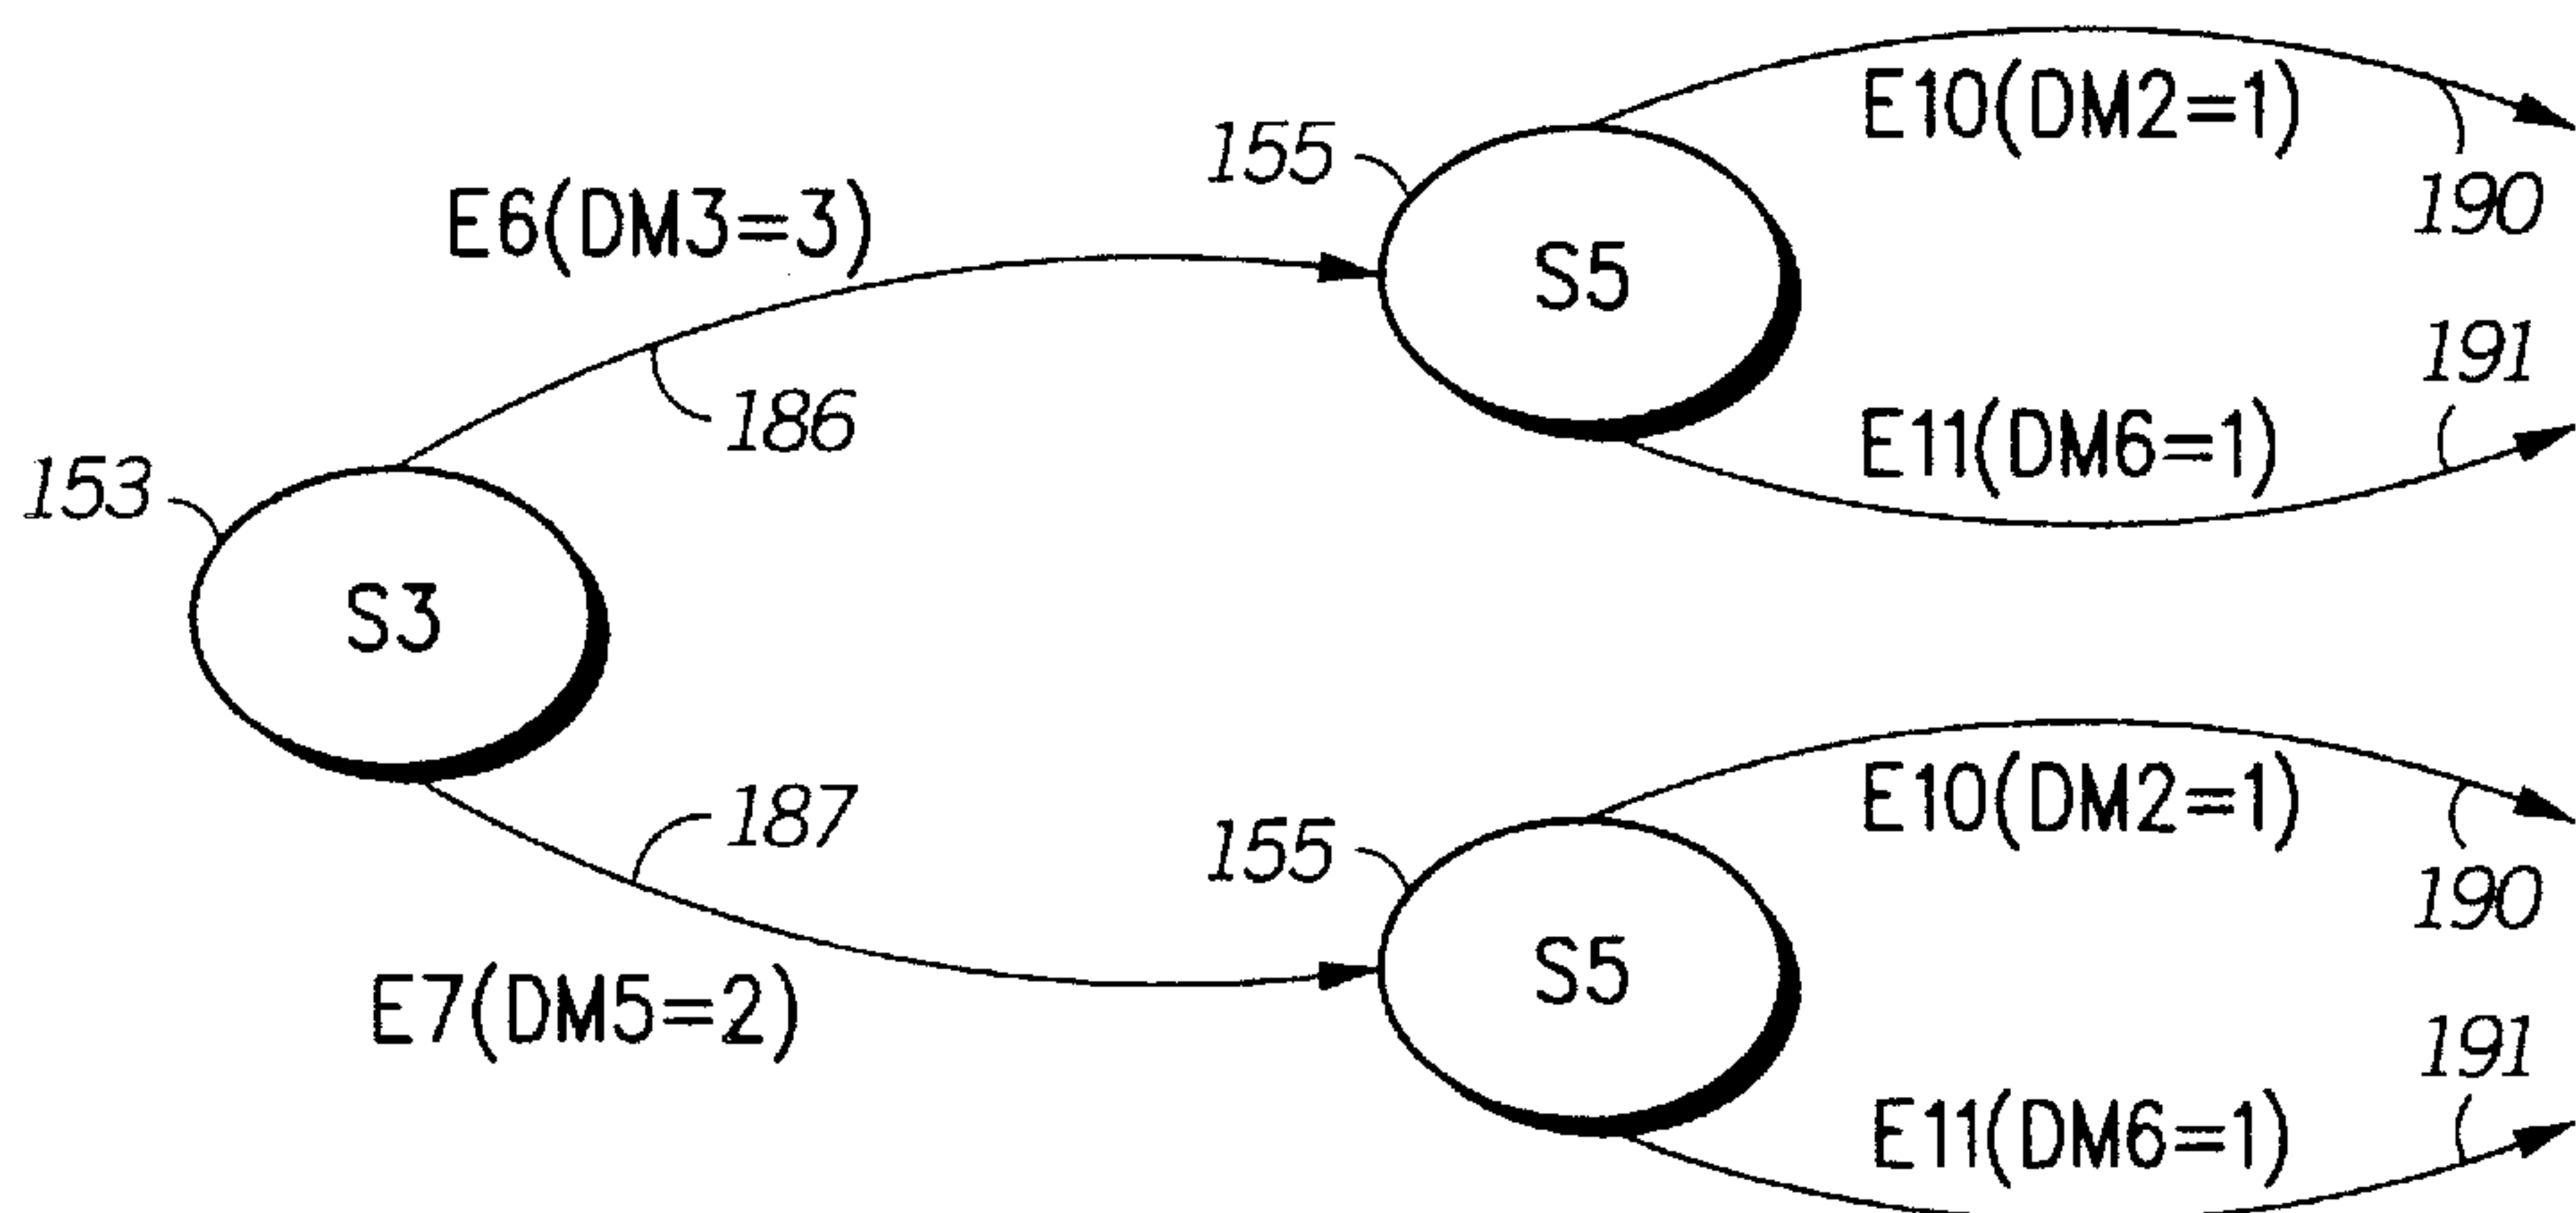 E10(DM2=1)
155
190
E6(DM3=3)
S5
191
186
E11(DM6=1)
153
S3
187
E10(DM2=1)
155
190
S5
E7(DM5=2)
191
E11(DM6=1)